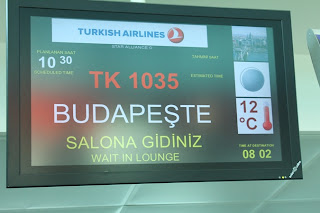 TURKISH AIRLINES
STAR ALLIANCE
PLANLANAN SAAT
10 30
SCHEDULED TIME
TAHMINI SAAT
ESTIMATED TIME
TK 1035
BUDAPEŞTE
12
°C
SALONA GİDİNİZ
WAIT IN LOUNGE
TIME AT DESTINATION
08 02